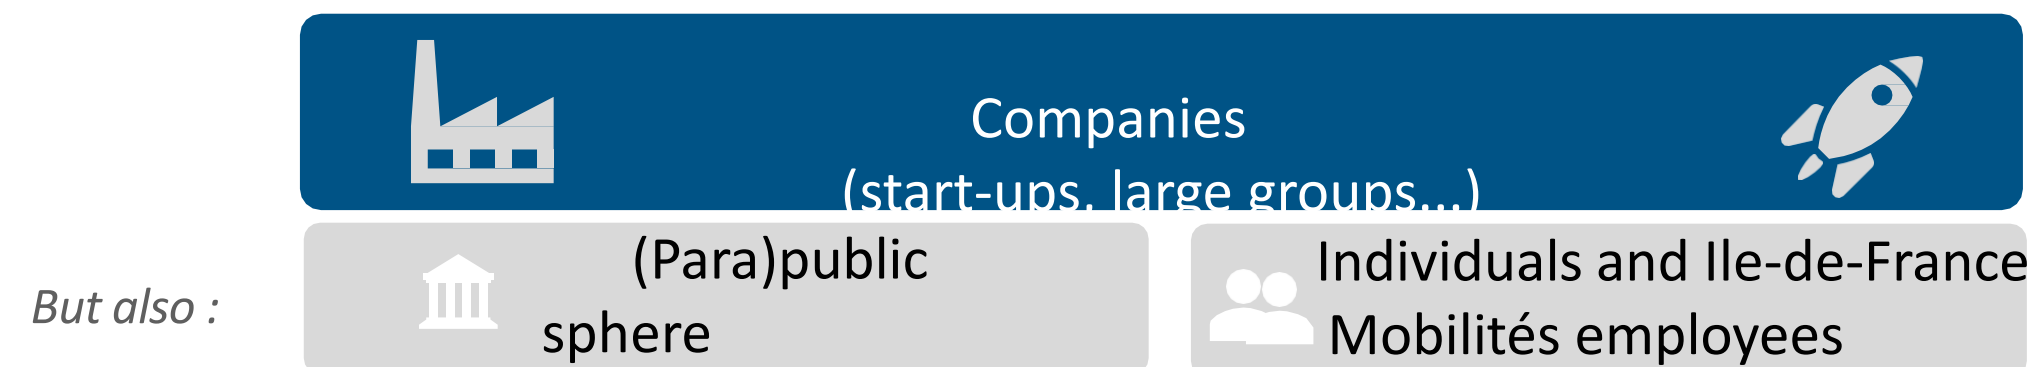 Companies
(start-ups, large groups...)
(Para)public
sphere
But also :
Individuals and Ile-de-France
Mobilités employees